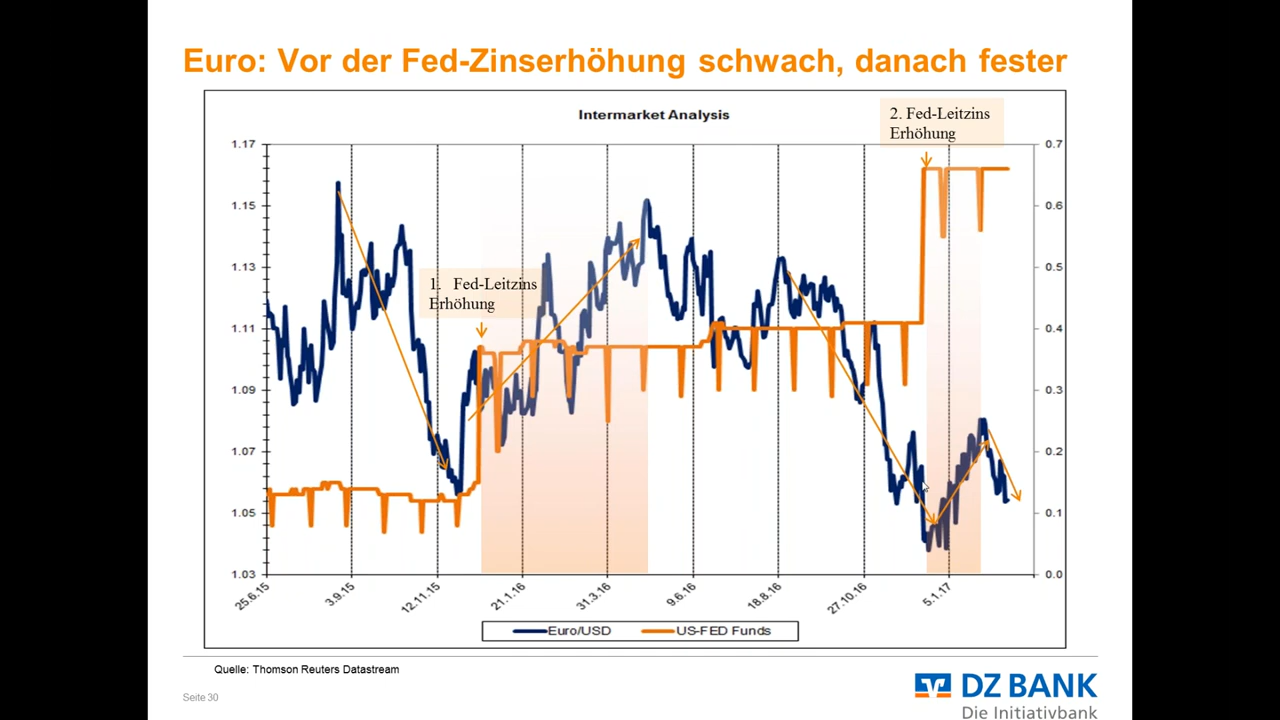 Euro: Vor der Fed-Zinserhöhung schwach, danach fester
Intermarket Analysis
2. Fed-Leitzins
Erhöhung
1. Fed-Leitzins
Erhöhung
1.17
1.15
1.13
1.11
1.09
1.07
1.05
1.03
0.7
0.6
0.5
0.4
0.3
0.2
0.1
0.0
25.6.15
3.9.15
12.11.15
21.1.16
31.3.16
9.6.16
18.8.16
27.10.16
5.1.17
Euro/USD
US-FED Funds
Quelle: Thomson Reuters Datastream
Seite 30
DZ BANK
Die Initiativbank